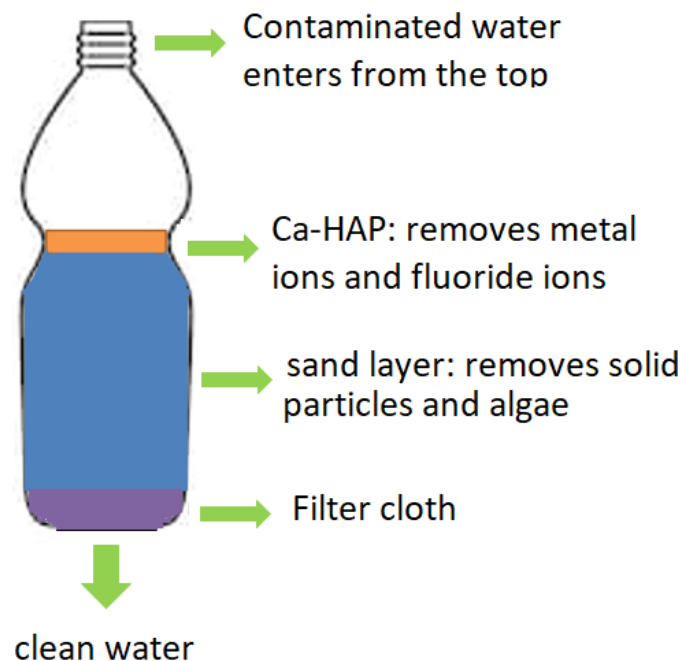 Contaminated water
enters from the top
Ca-HAP: removes metal
ions and fluoride ions
sand layer: removes solid
particles and algae
Filter cloth
clean water